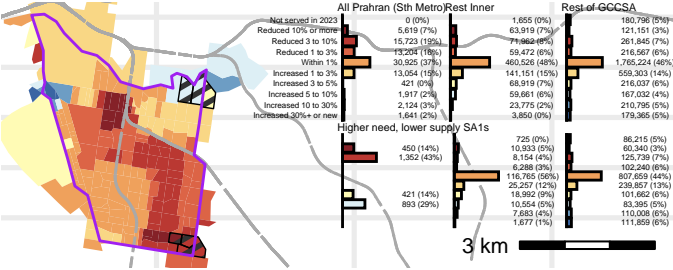 All Prahran (Sth Metro) Rest Inner Rest of GCCSA
Not served in 2023 0 (0%) 1,655 (0%) 180,796 (5%)
Reduced 10% or more 5,619 (7%) 63,919 (7%) 121,151 (3%)
Reduced 3 to 10% 15,723 (19%) 71,962 (8%) 261,845 (7%)
Reduced 1 to 3% 13,204 (16%) 59,472 (6%) 216,567 (6%)
Within 1% 30,925 (37%) 460,526 (48%) 1,765,224 (46%)
Increased 1 to 3% 13,054 (15%) 141,151 (15%) 559,303 (14%)
Increased 3 to 5% 421 (0%) 68,919 (7%) 216,037 (6%)
Increased 5 to 10% 1,917 (2%) 59,661 (6%) 167,032 (4%)
Increased 10 to 30% 2,124 (3%) 23,775 (2%) 210,795 (5%)
Increased 30%+ or new 1,641 (2%) 3,850 (0%) 179,365 (5%)
Higher need, lower supply SA1s
725 (0%) 86,215 (5%)
450 (14%) 10,933 (5%) 60,340 (3%)
1,352 (43%) 8,154 (4%) 125,739 (7%)
6,288 (3%) 102,240 (6%)
116,765 (56%) 807,659 (44%)
25,257 (12%) 239,857 (13%)
421 (14%) 18,992 (9%) 101,662 (6%)
893 (29%) 10,554 (5%) 83,395 (5%)
7,683 (4%) 110,008 (6%)
1,677 (1%) 111,859 (6%)
3 km